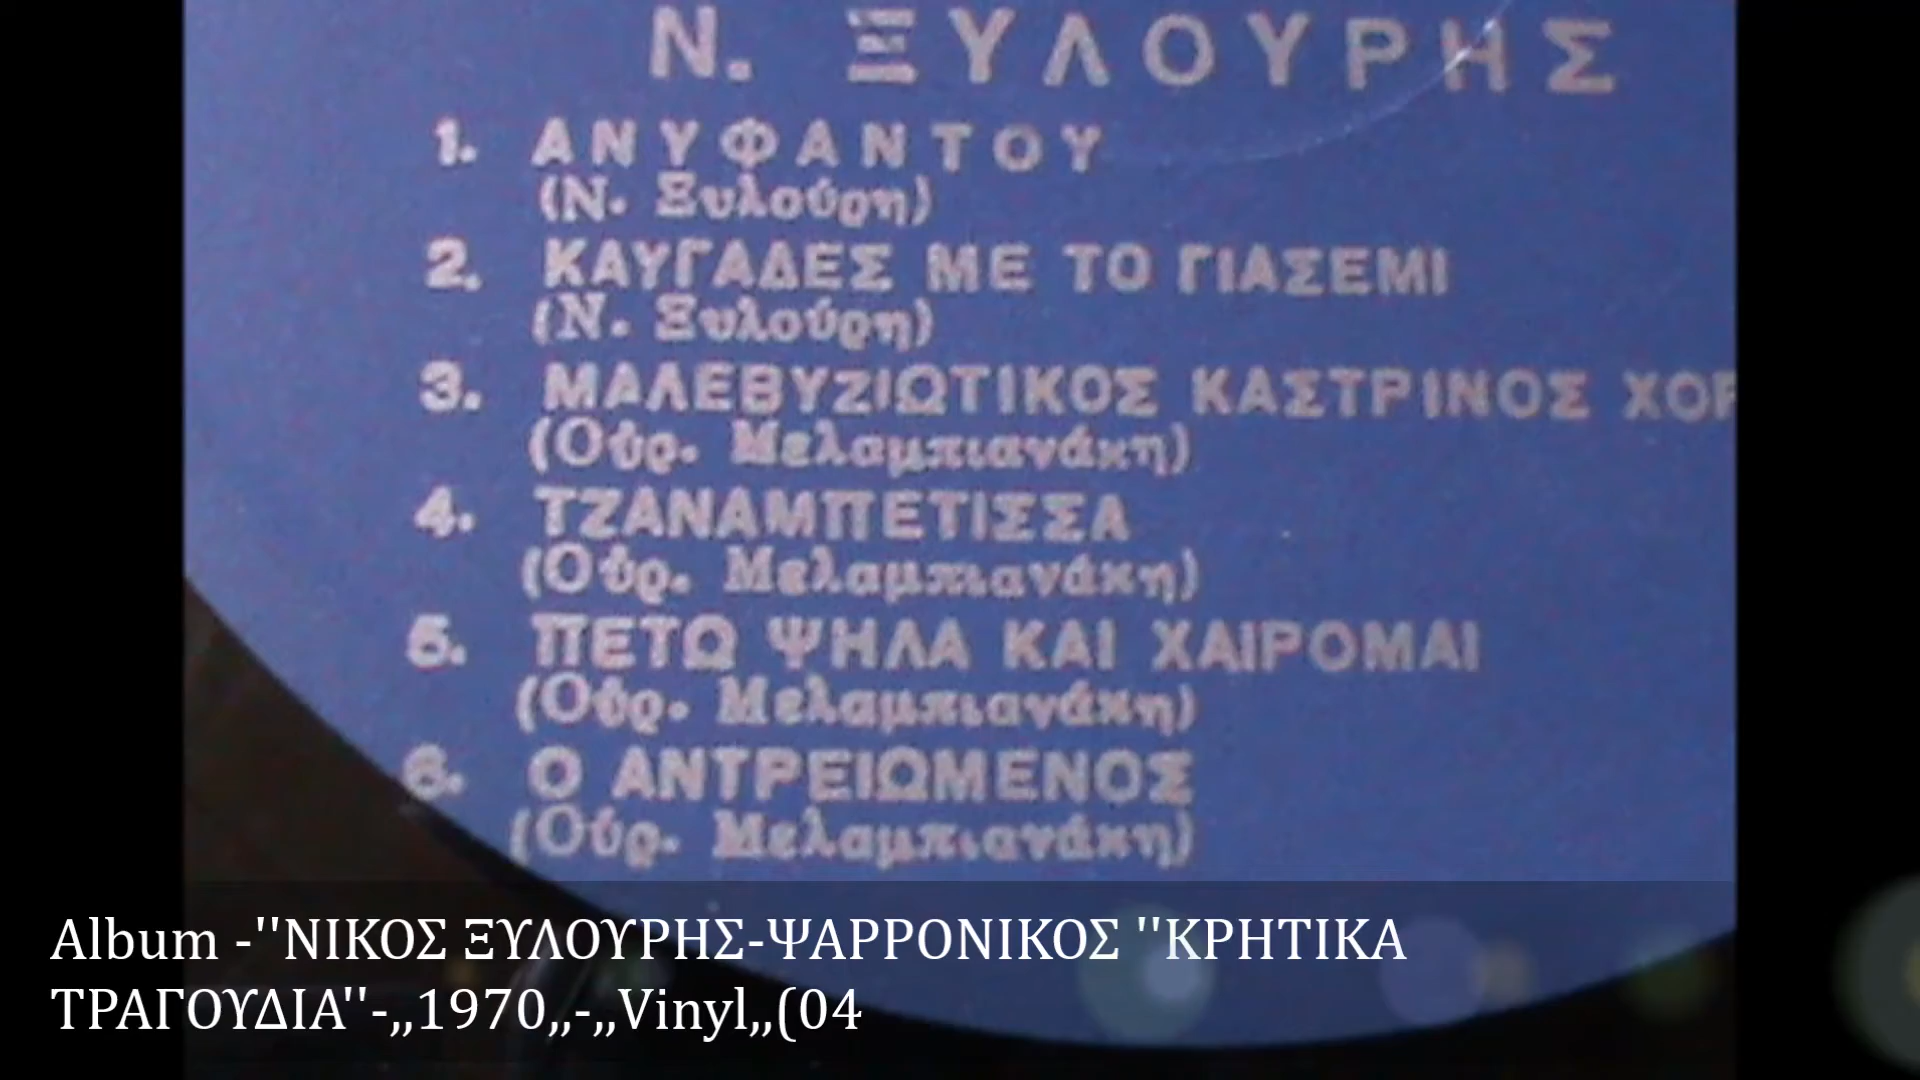 Ν. ΞΥΛΟΥΡΗΣ
1. ΑΝΥΦΑΝΤΟΥ
(Ν. Ξυλούρη)
2. ΚΑΥΓΑΔΕΣ ΜΕ ΤΟ ΓΙΑΣΕΜΙ
(Ν. Ξυλούρη)
3. ΜΑΛΕΒΥΖΙΩΤΙΚΟΣ ΚΑΣΤΡΙΝΟΣ ΧΟΡ
(Ούρ. Μελαμπιανάκη)
4. ΤΖΑΝΑΜΠΕΤΙΣΣΑ
(Ούρ. Μελαμπιανάκη)
5. ΠΕΤΩ ΨΗΛΑ ΚΑΙ ΧΑΙΡΟΜΑΙ
(Ούρ. Μελαμπιανάκη)
6. Ο ΑΝΤΡΕΙΩΜΕΝΟΣ
(Ούρ. Μελαμπιανάκη)
Album -''ΝΙΚΟΣ ΞΥΛΟΥΡΗΣ-ΨΑΡΡΟΝΙΚΟΣ ''ΚΡΗΤΙΚΑ
ΤΡΑΓΟΥΔΙΑ''-,,1970,,-,,Vinyl,,(04